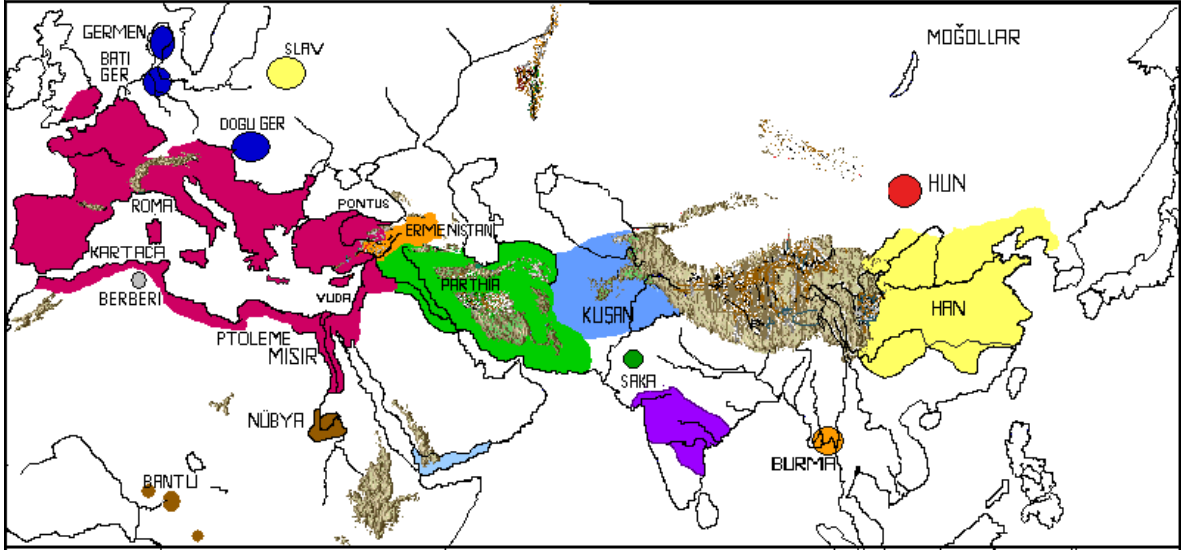 GERMEN
SLAV
BATI
GER
DOGU GER
MOĞOLLAR
HUN
ROMA
PONTUS
ERMENISTAN
KARTACA
BERBERI
YUDA
PARTHIA
KUŞAN
HAN
PTOLEME
MISIR
SAKA
NÜBYA
BURMA
BANTU